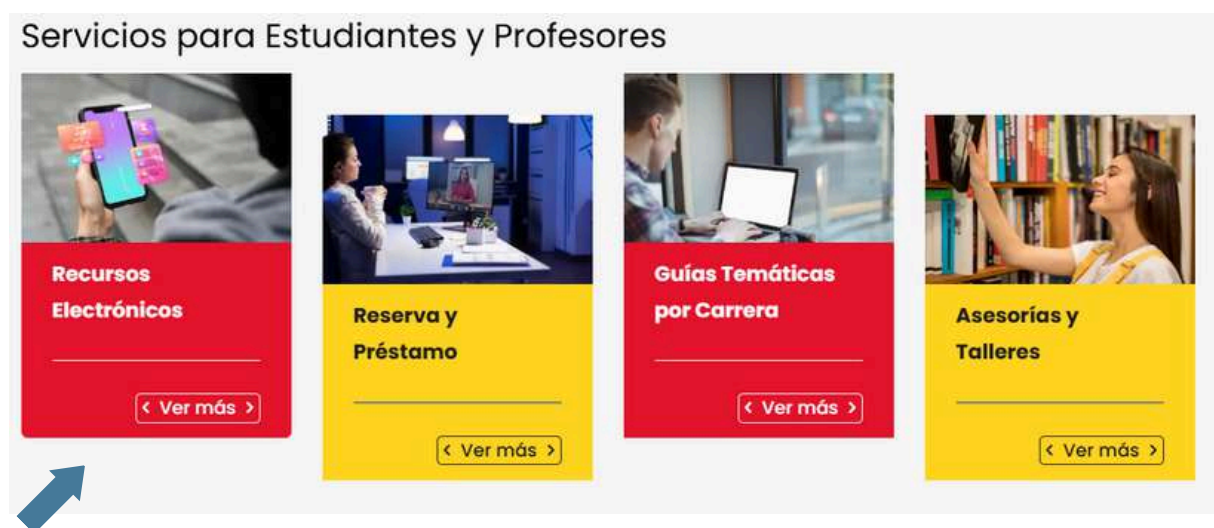 Servicios para Estudiantes y Profesores
Recursos
Electrónicos
‹ Ver más ›
Reserva y
Préstamo
‹ Ver más ›
Guías Temáticas
por Carrera
‹ Ver más ›
Asesorías y
Talleres
‹ Ver más ›